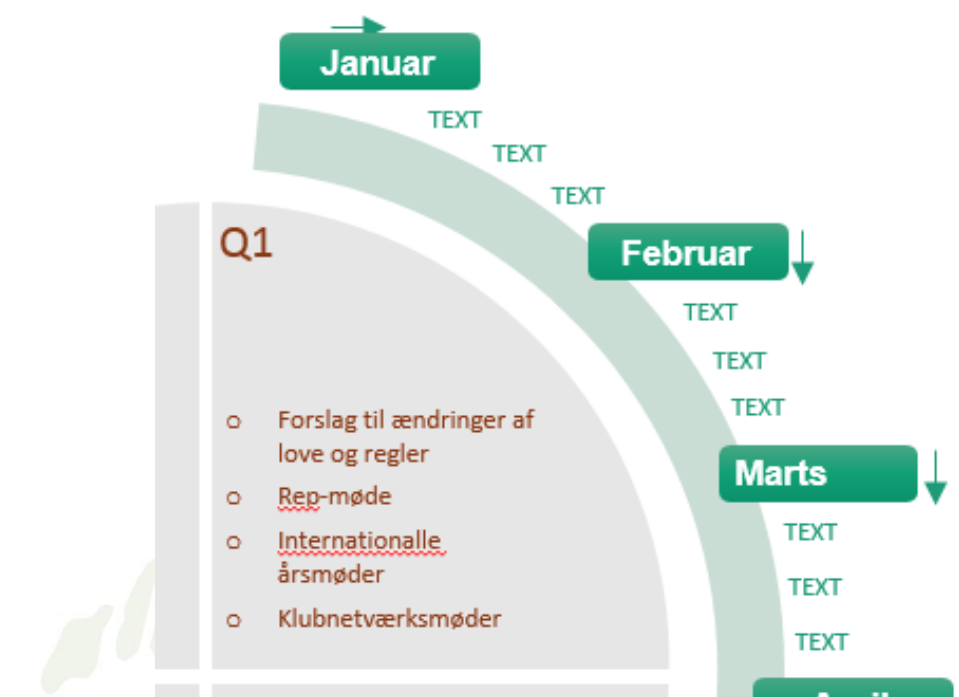 Januar
TEXT
TEXT
TEXT
Q1
Februar
TEXT
TEXT
TEXT
Forslag til ændringer af
love og regler
Rep-møde
Internationalle
årsmøder
Klubnetværksmøder
Marts
TEXT
TEXT
TEXT